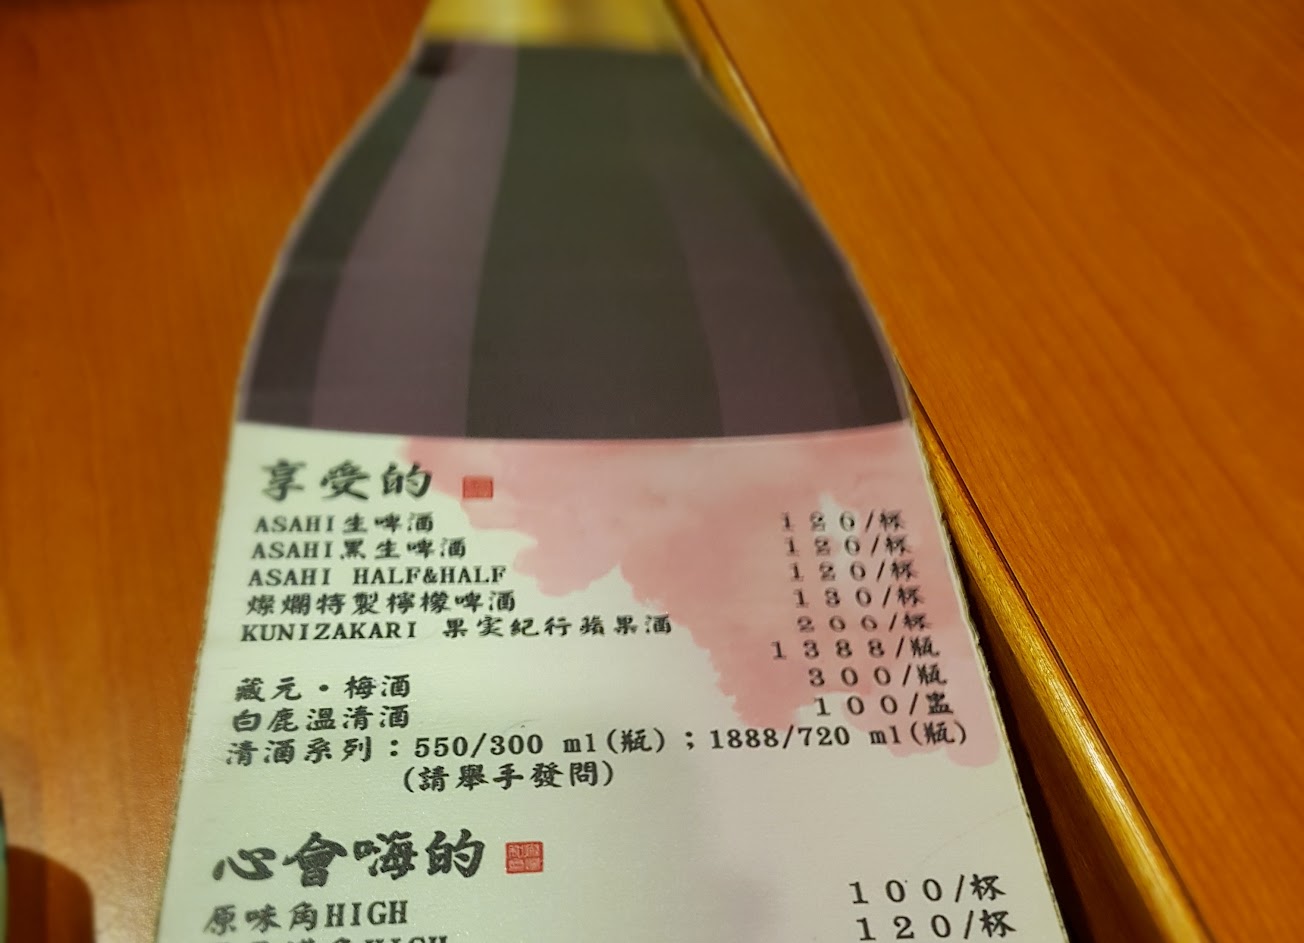 享受的
ASAHI生啤酒 120/杯
ASAHI黑生啤酒 120/杯
ASAHI HALF&HALF 120/杯
燦爛特製檸檬啤酒 130/杯
KUNIZAKARI 果実紀行蘋果酒 200/杯
1388/瓶
藏元・梅酒 300/瓶
白鹿溫清酒 100/盅
清酒系列：550/300 ml(瓶)；1888/720 ml(瓶)
(請舉手發問)
心會嗨的
原味角HIGH 100/杯
HIGH 120/杯